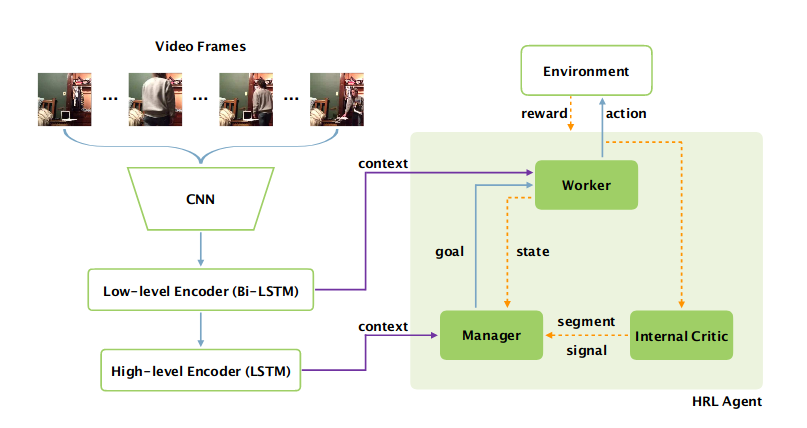 Video Frames
... ... ...
CNN
Low-level Encoder (Bi-LSTM)
High-level Encoder (LSTM)
context
context
Environment
reward
action
Worker
goal
state
Manager
segment
signal
Internal Critic
HRL Agent